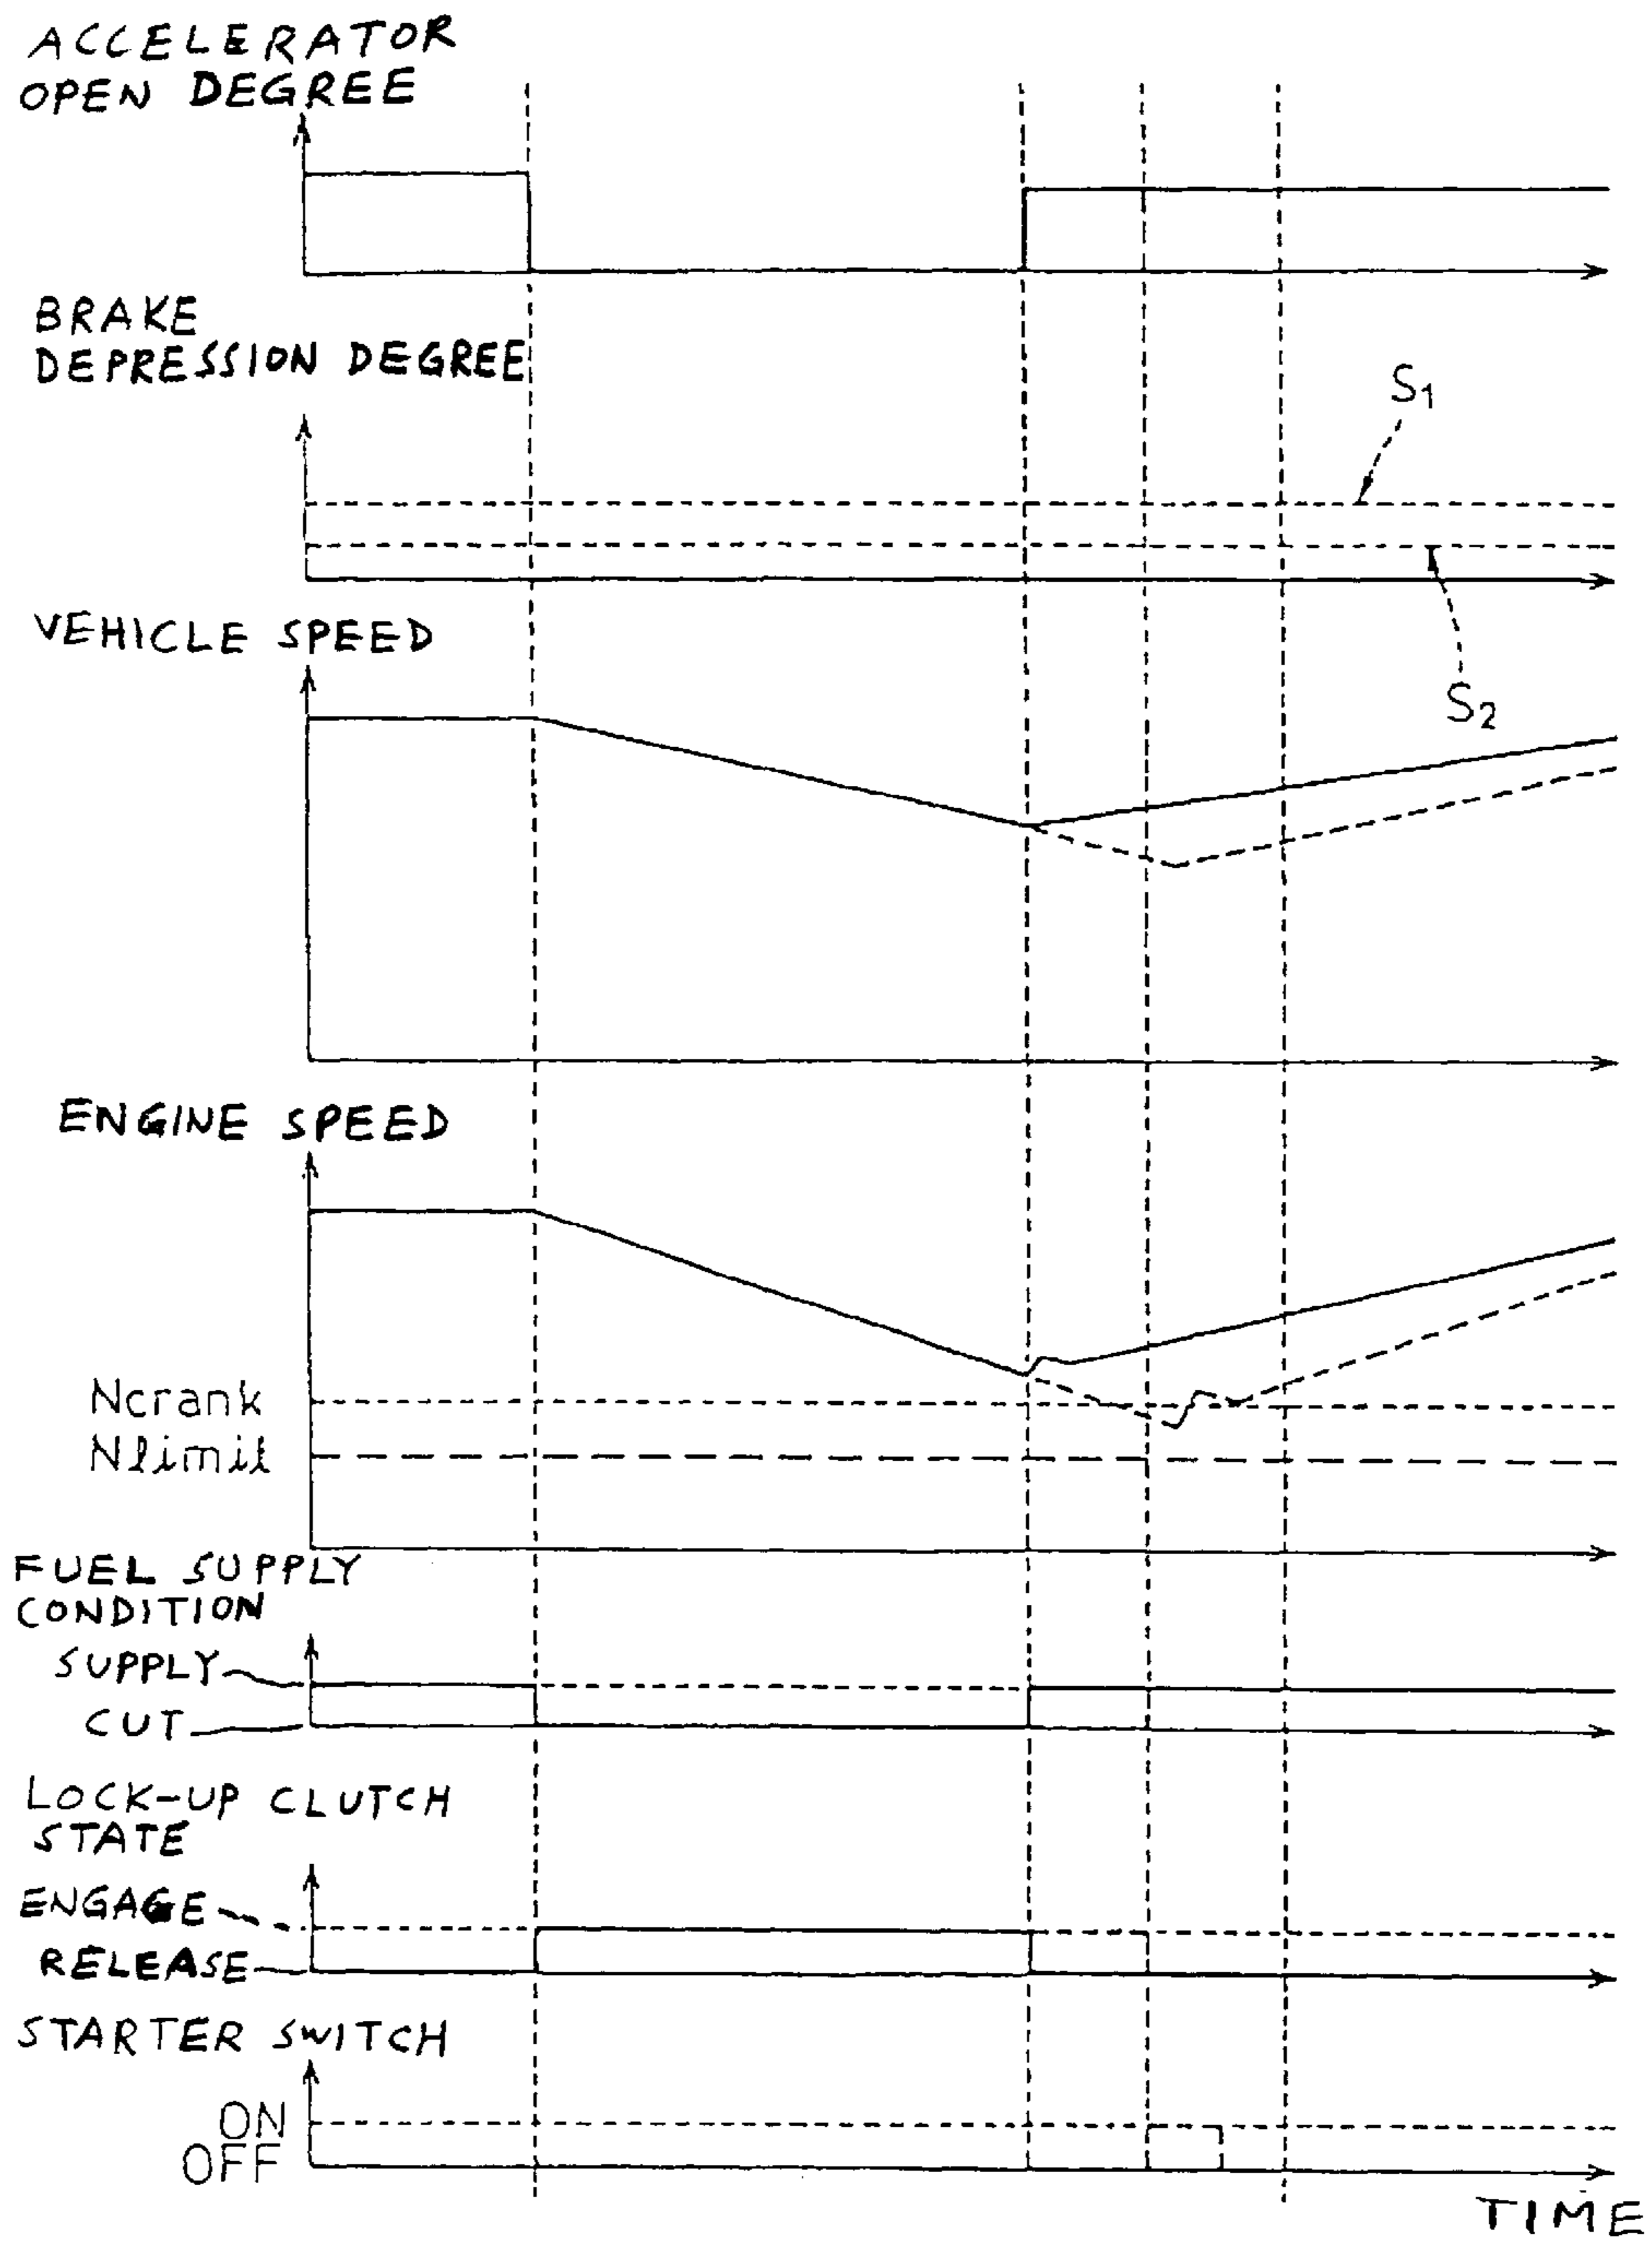 ACCELERATOR
OPEN DEGREE
BRAKE
DEPRESSION DEGREE
S1
S2
VEHICLE SPEED
ENGINE SPEED
Ncrank
Nlimit
FUEL SUPPLY
CONDITION
SUPPLY
CUT
LOCK-UP CLUTCH
STATE
ENGAGE
RELEASE
STARTER SWITCH
ON
OFF
TIME